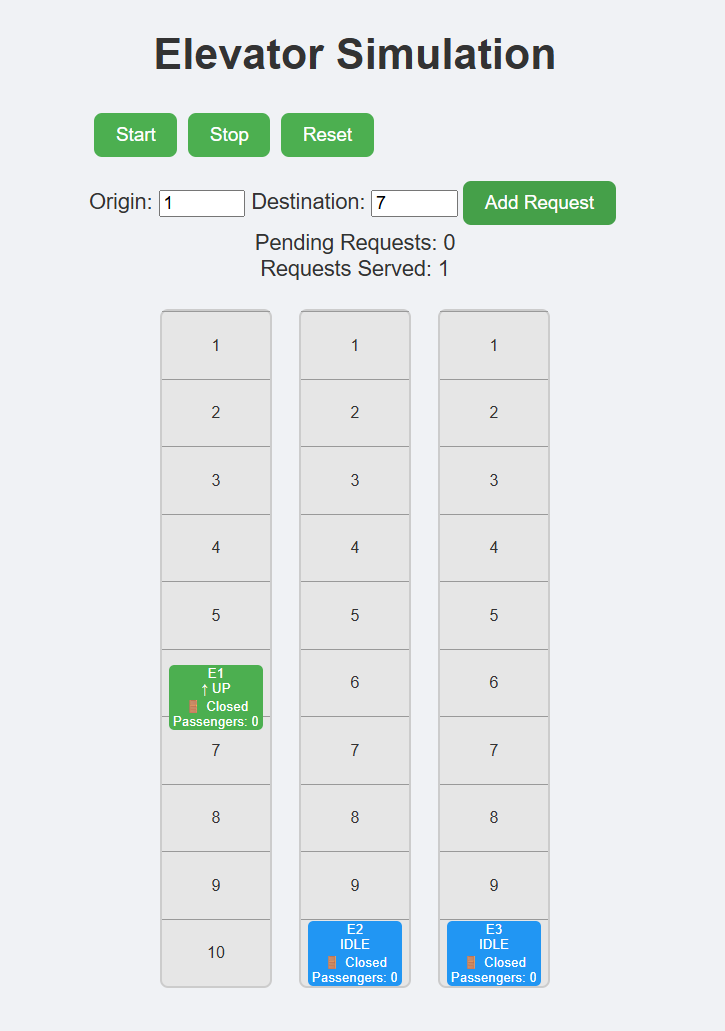 Elevator Simulation
Start Stop Reset
Origin: 1 Destination: 7 Add Request
Pending Requests: 0
Requests Served: 1
1 1 1
2 2 2
3 3 3
4 4 4
5 5 5
E1
↑ UP
Closed
Passengers: 0
6 6
7 7 7
8 8 8
9 9 9
10
E2
IDLE
Closed
Passengers: 0
E3
IDLE
Closed
Passengers: 0